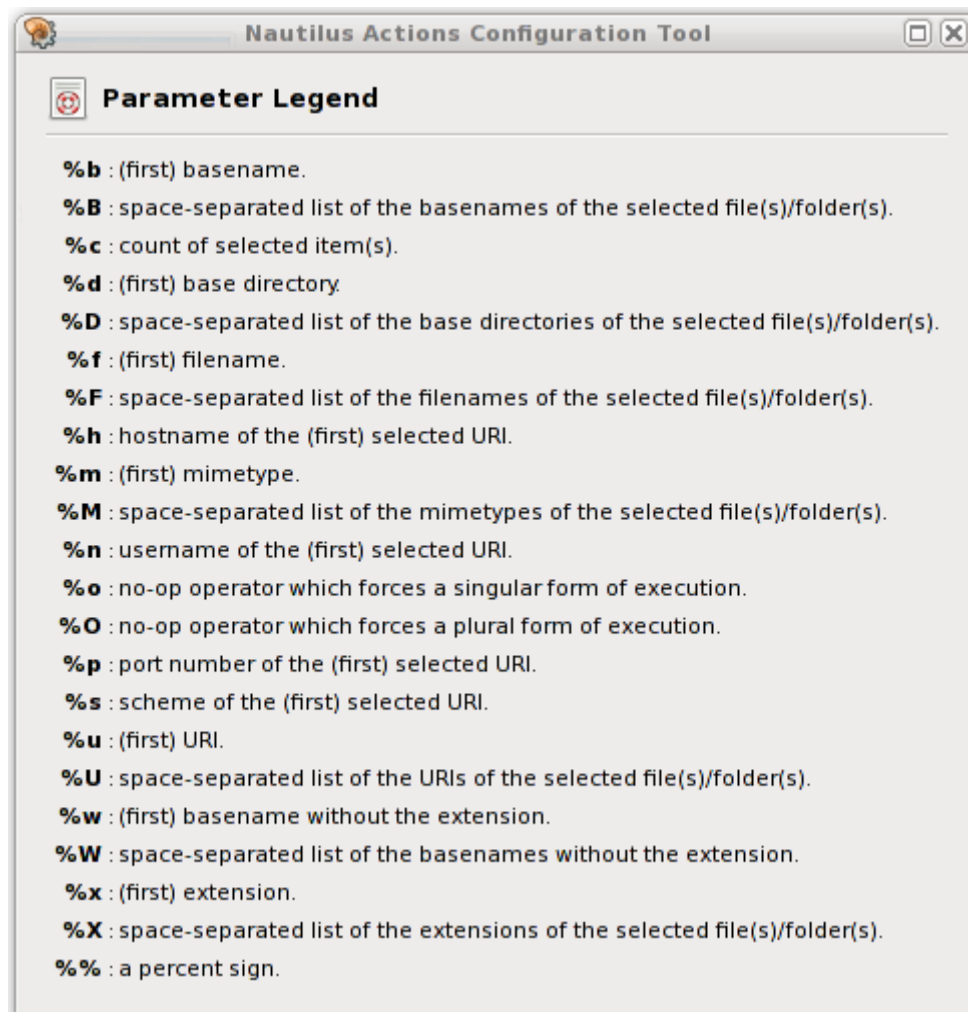 Nautilus Actions Configuration Tool
Parameter Legend
%b : (first) basename.
%B : space-separated list of the basenames of the selected file(s)/folder(s).
%c : count of selected item(s).
%d : (first) base directory.
%D : space-separated list of the base directories of the selected file(s)/folder(s).
%f : (first) filename.
%F : space-separated list of the filenames of the selected file(s)/folder(s).
%h : hostname of the (first) selected URI.
%m : (first) mimetype.
%M : space-separated list of the mimetypes of the selected file(s)/folder(s).
%n : username of the (first) selected URI.
%o : no-op operator which forces a singular form of execution.
%O : no-op operator which forces a plural form of execution.
%p : port number of the (first) selected URI.
%s : scheme of the (first) selected URI.
%u : (first) URI.
%U : space-separated list of the URIs of the selected file(s)/folder(s).
%w : (first) basename without the extension.
%W : space-separated list of the basenames without the extension.
%x : (first) extension.
%X : space-separated list of the extensions of the selected file(s)/folder(s).
%% : a percent sign.